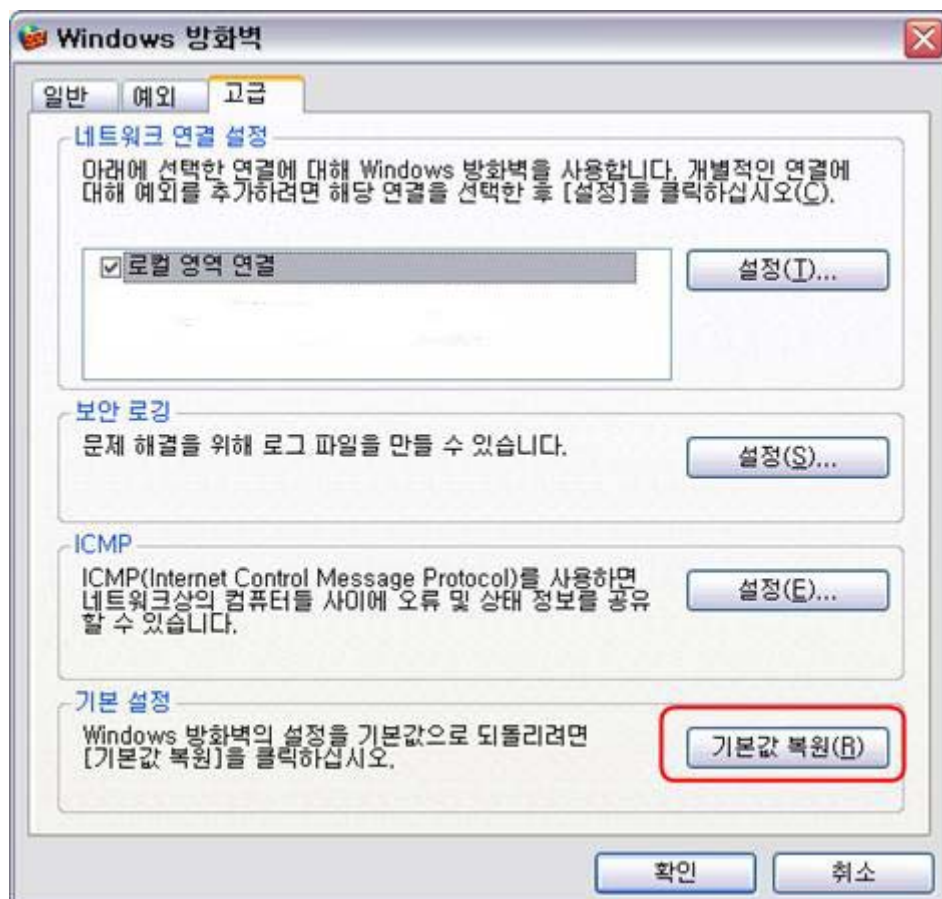 Windows 방화벽
일반 예외 고급
네트워크 연결 설정
아래에 선택한 연결에 대해 Windows 방화벽을 사용합니다. 개별적인 연결에
대해 예외를 추가하려면 해당 연결을 선택한 후 [설정]을 클릭하십시오(C).
로컬 영역 연결
설정(T)...
보안 로깅
문제 해결을 위해 로그 파일을 만들 수 있습니다.
설정(S)...
ICMP
ICMP(Internet Control Message Protocol)를 사용하면
네트워크상의 컴퓨터들 사이에 오류 및 상태 정보를 공유
할 수 있습니다.
설정(E)...
기본 설정
Windows 방화벽의 설정을 기본값으로 되돌리려면
[기본값 복원]을 클릭하십시오.
기본값 복원(R)
확인 취소